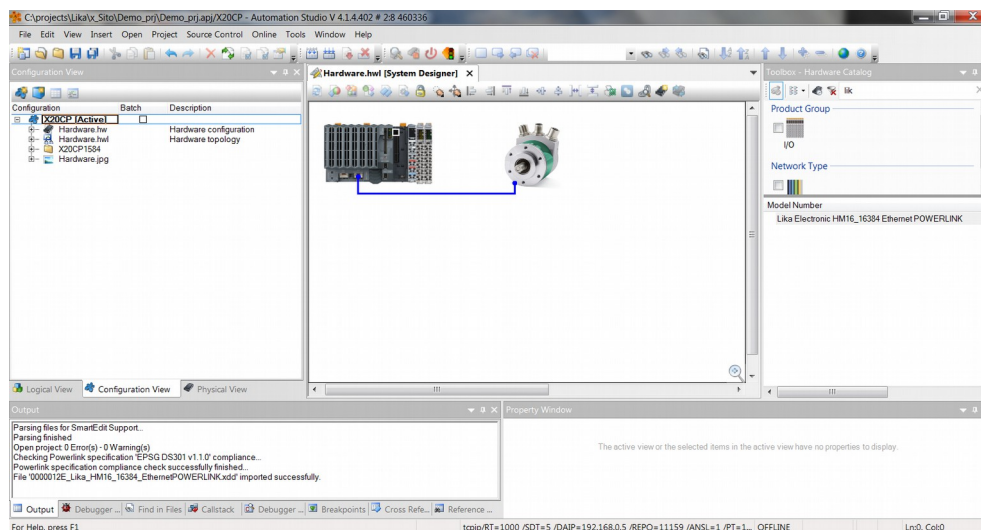 C:\projects\Lika\x_Sito\Demo_prj\Demo_prj.apj/X20CP - Automation Studio V 4.1.4.402 # 2:8 460336
File Edit View Insert Open Project Source Control Online Tools Window Help
Configuration View
Hardware.hwl [System Designer] X
Toolbox - Hardware Catalog
lik
Configuration Batch Description
X20CP [Active]
Hardware.hw Hardware configuration
Hardware.hwl Hardware topology
X20CP1584
Hardware.jpg
Product Group
I/O
Network Type
Model Number
Lika Electronic HM16_16384 Ethernet POWERLINK
Logical View Configuration View Physical View
Output
Property Window
Parsing files for SmartEdit Support...
Parsing finished
Open project: 0 Error(s) - 0 Warning(s)
Checking Powerlink specification 'EPSG DS301 v1.1.0' compliance...
Powerlink specification compliance check successfully finished...
File '0000012E_Lika_HM16_16384_EthernetPOWERLINK.xdd' imported successfully.
The active view or the selected items in the active view have no properties to display.
Output Debugger ... Find in Files Callstack Debugger ... Breakpoints Cross Refe... Reference ...
For Help, press F1
tcpip/RT=1000 /SDT=5 /DAIP=192.168.0.5 /REPO=11159 /ANSL=1 /PT=1... OFFLINE Ln:0, Col:0